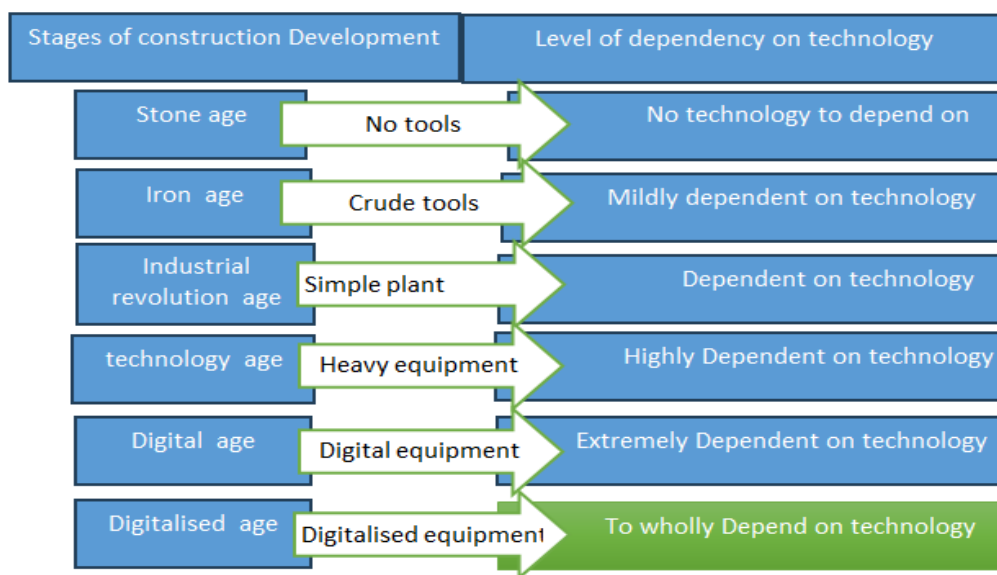 Stages of construction Development
Level of dependency on technology
Stone age
No tools
No technology to depend on
Iron age
Crude tools
Mildly dependent on technology
Industrial
revolution age
Simple plant
Dependent on technology
technology age
Heavy equipment
Highly Dependent on technology
Digital age
Digital equipment
Extremely Dependent on technology
Digitalised age
Digitalised equipment
To wholly Depend on technology